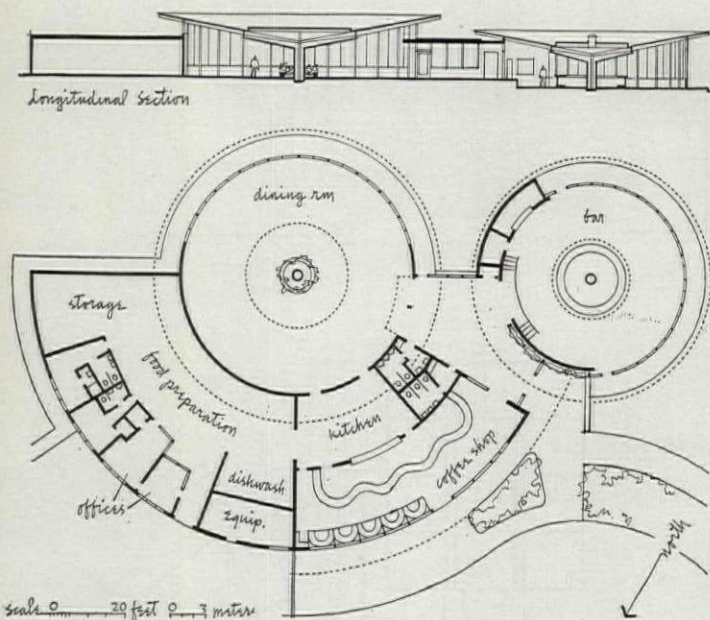 Longitudinal Section
dining rm
bar
storage
food preparation
kitchen
coffee shop
dishwash
equip.
offices
north
scale 0 20 feet 0 3 meters